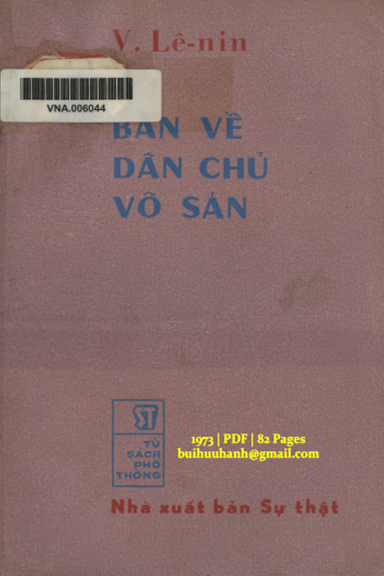 V. Lê-nin
VNA.006044
BÀN VỀ
DÂN CHỦ
VÔ SẢN
ST
TỦ
SÁCH
PHỔ
THÔNG
1973 | PDF | 82 Pages
buihuuhanh@gmail.com
Nhà xuất bản Sự thật